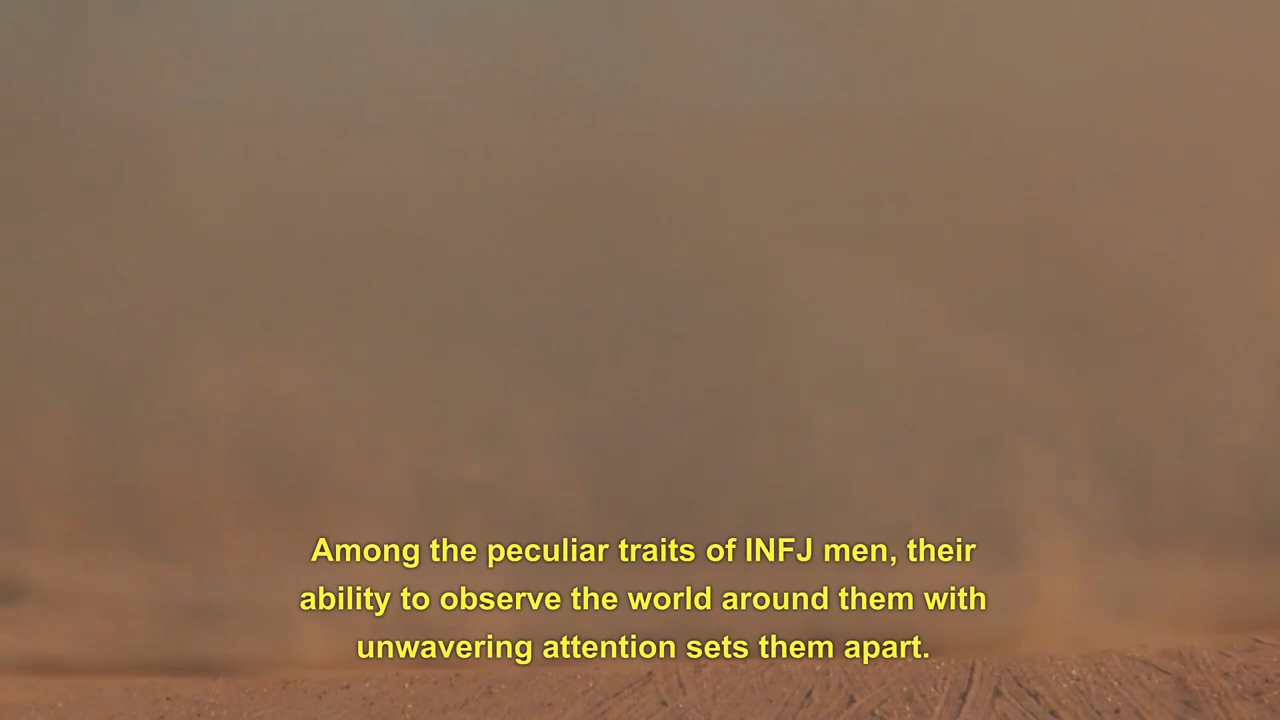 Among the peculiar traits of INFJ men, their
ability to observe the world around them with
unwavering attention sets them apart.